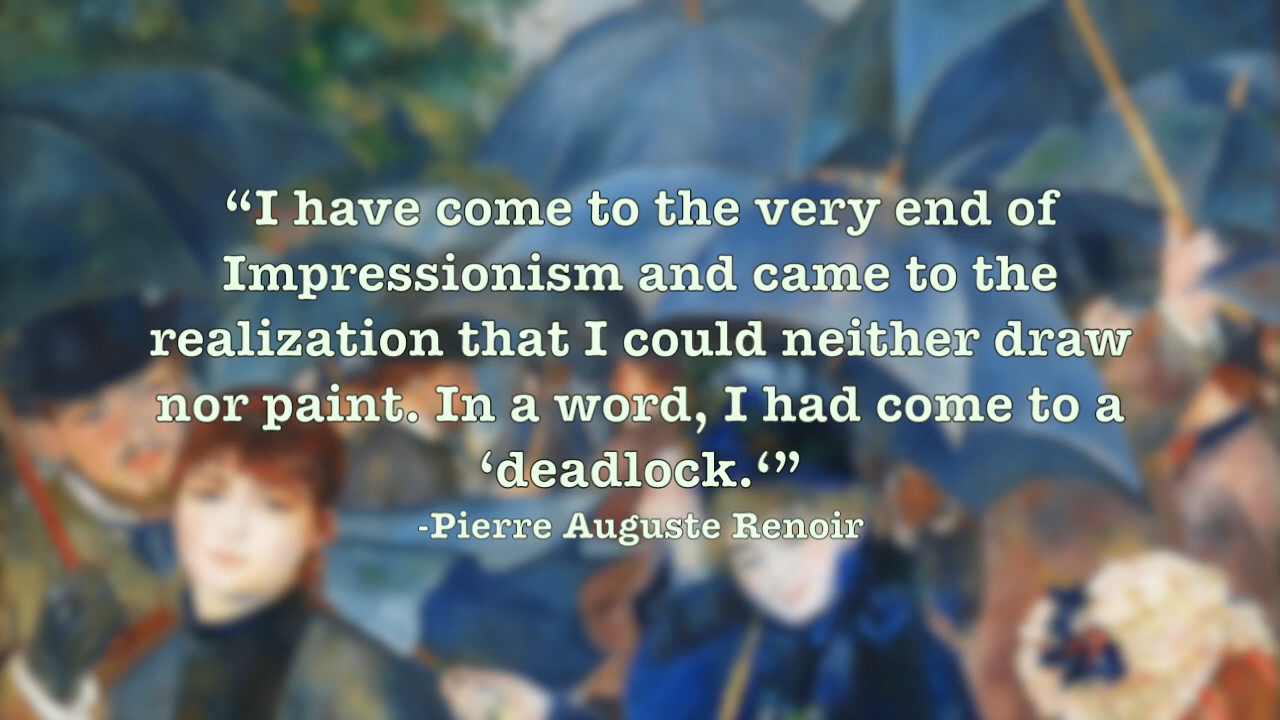 “I have come to the very end of
Impressionism and came to the
realization that I could neither draw
nor paint. In a word, I had come to a
‘deadlock.‘”
-Pierre Auguste Renoir